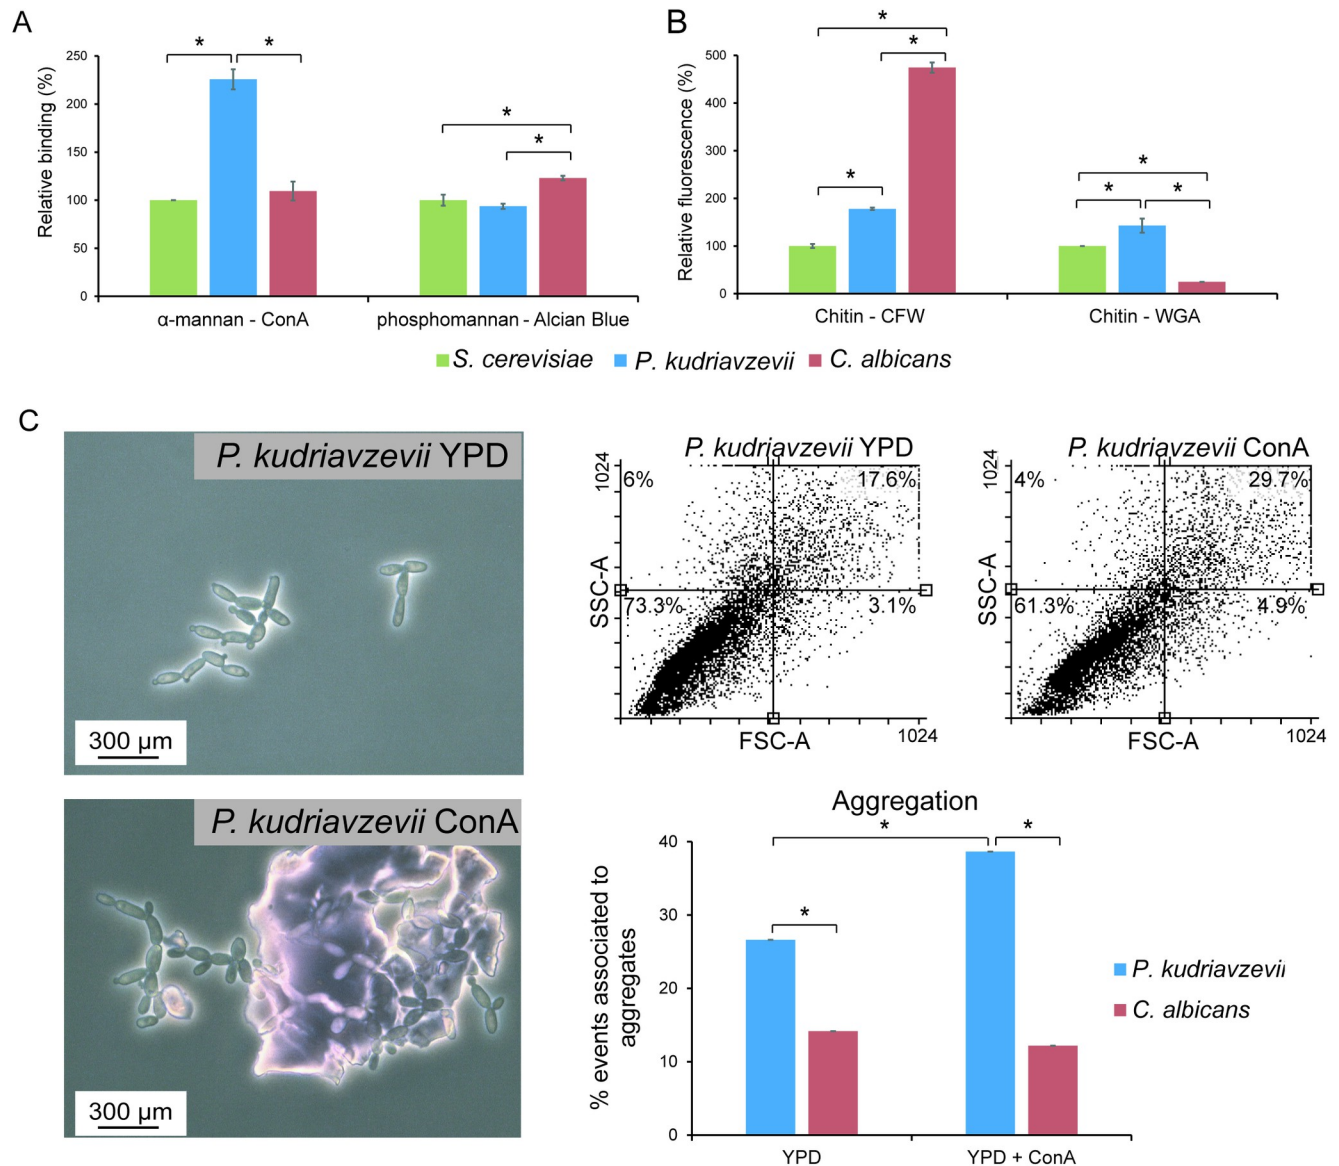 A
*
*
250
200
150
100
50
0
Relative binding (%)
*
*
α-mannan - ConA
phosphomannan - Alcian Blue
B
*
*
500
400
300
200
100
0
Relative fluorescence (%)
*
*
*
*
Chitin - CFW
Chitin - WGA
S. cerevisiae
P. kudriavzevii
C. albicans
C
P. kudriavzevii YPD
300 µm
P. kudriavzevii YPD
1024
6%
17.6%
73.3%
3.1%
SSC-A
FSC-A
1024
P. kudriavzevii ConA
1024
4%
29.7%
61.3%
4.9%
SSC-A
FSC-A
1024
P. kudriavzevii ConA
300 µm
Aggregation
*
*
*
40
30
20
10
0
% events associated to
aggregates
YPD
YPD + ConA
P. kudriavzevii
C. albicans